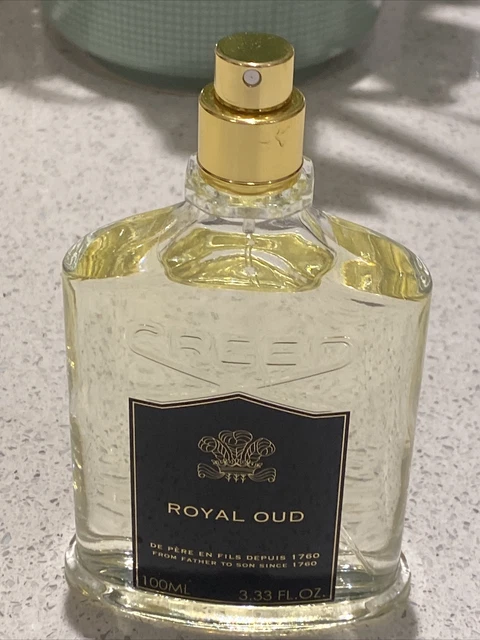 CREED
ROYAL OUD
DE PÈRE EN FILS DEPUIS 1760
FROM FATHER TO SON SINCE 1760
100ML 3.33 FL.OZ.